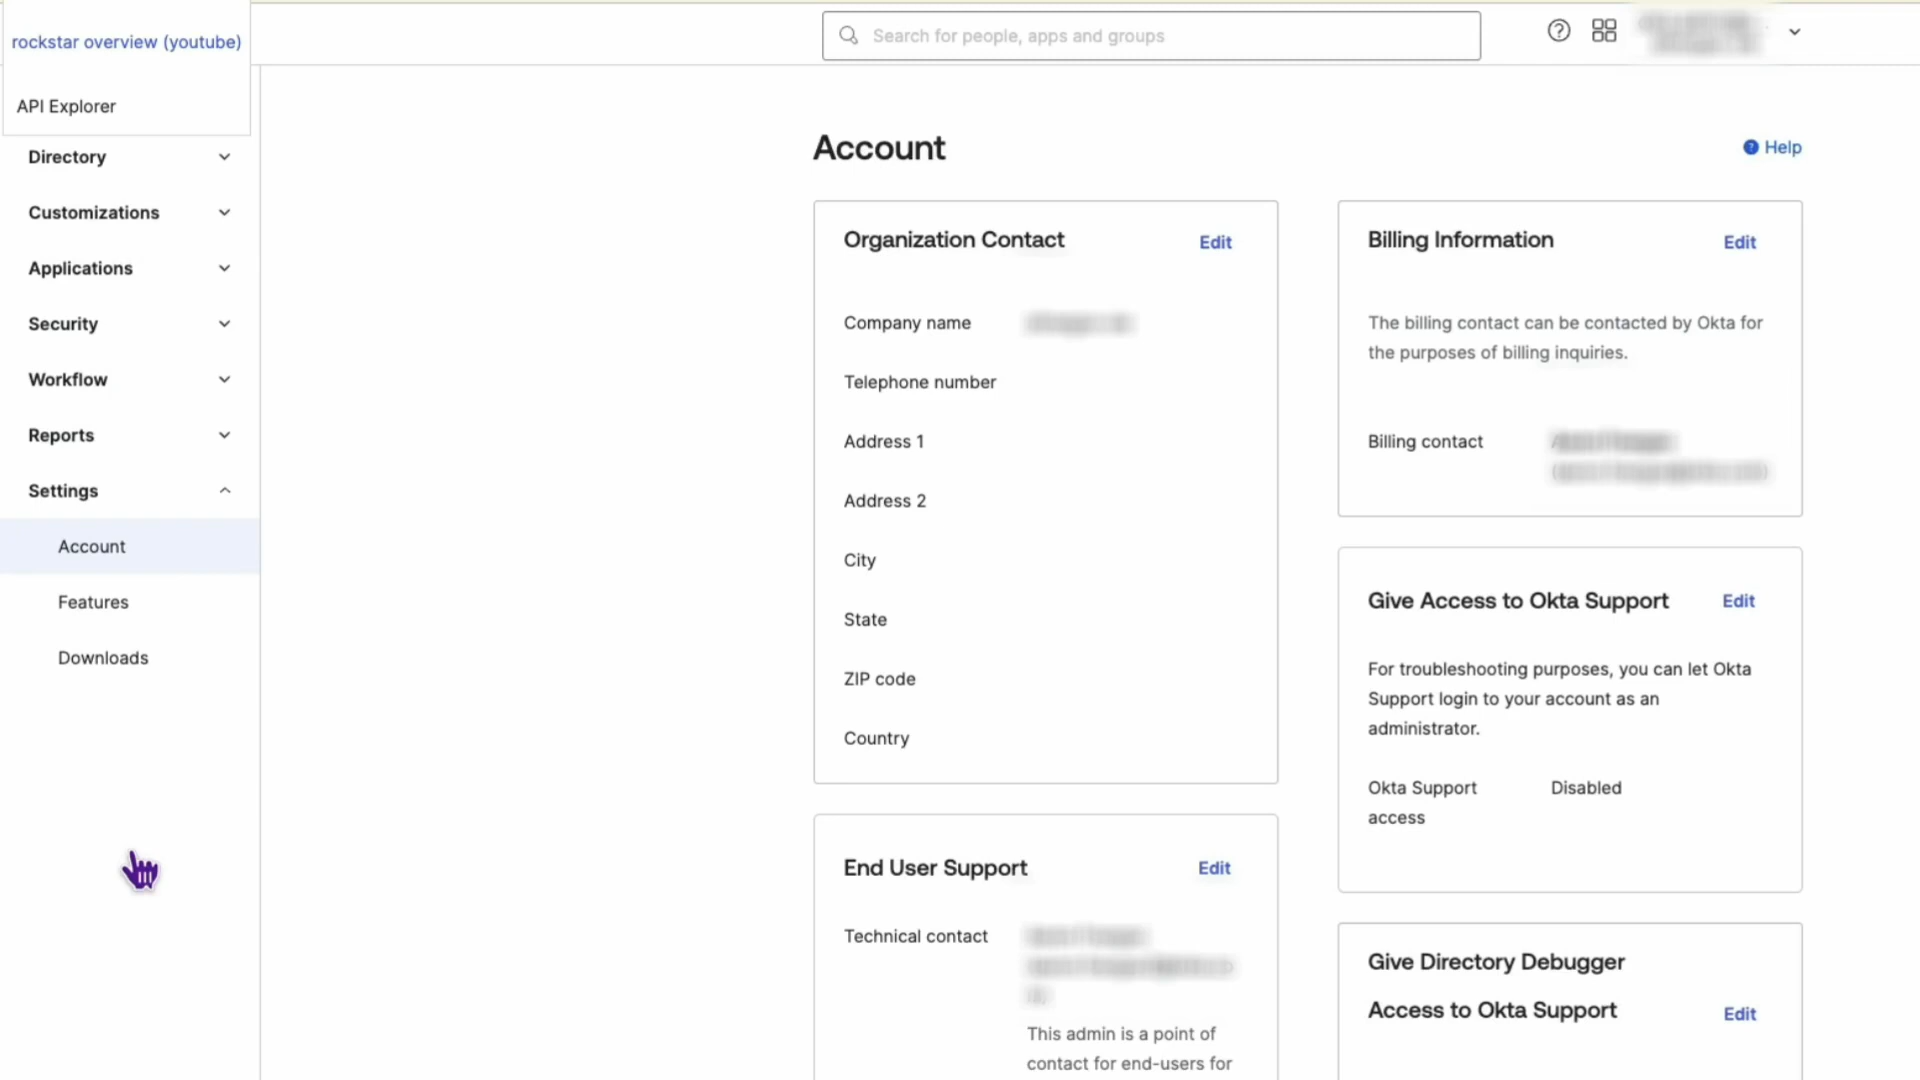 rockstar overview (youtube)
API Explorer
Search for people, apps and groups
Directory
Customizations
Applications
Security
Workflow
Reports
Settings
Account
Features
Downloads
Account
Help
Organization Contact
Edit
Company name
Telephone number
Address 1
Address 2
City
State
ZIP code
Country
End User Support
Edit
Technical contact
This admin is a point of
contact for end-users for
Billing Information
Edit
The billing contact can be contacted by Okta for
the purposes of billing inquiries.
Billing contact
Give Access to Okta Support
Edit
For troubleshooting purposes, you can let Okta
Support login to your account as an
administrator.
Okta Support
access
Disabled
Give Directory Debugger
Access to Okta Support
Edit